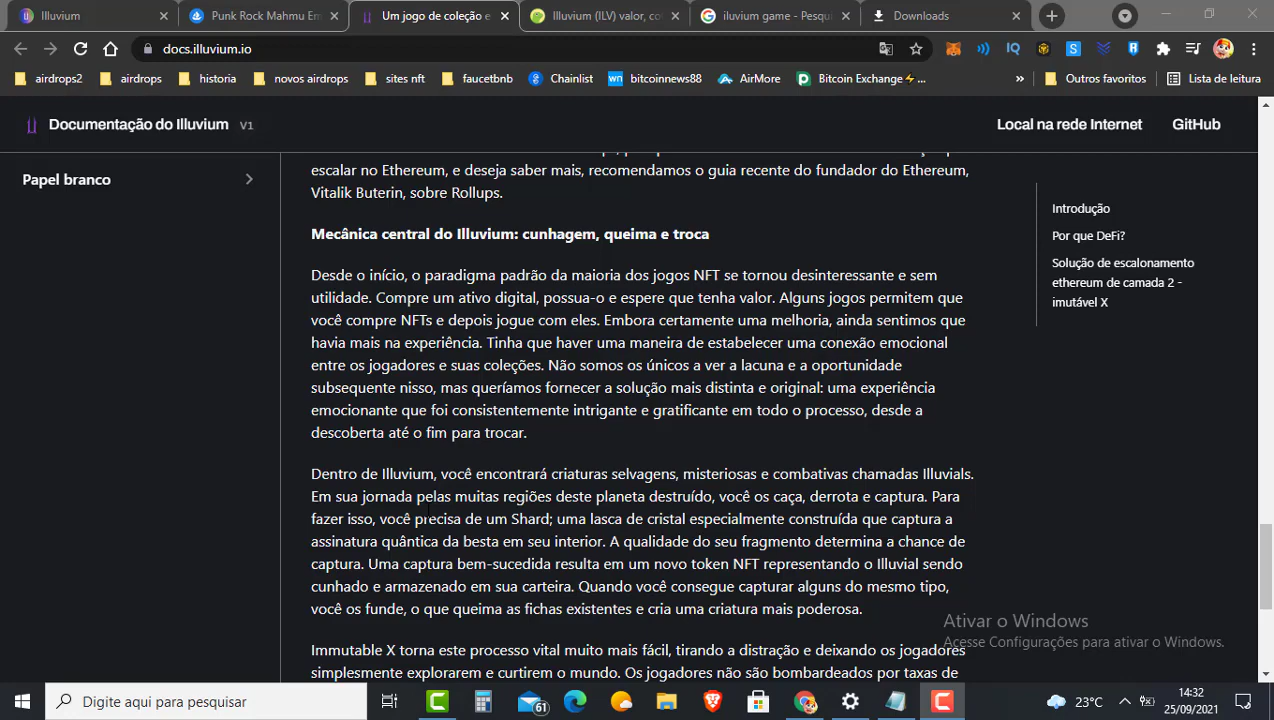 Illuvium
Punk Rock Mahmu Em
Um jogo de coleção e
Illuvium (ILV) valor, co
iluvium game - Pesqui
Downloads
docs.illuvium.io
airdrops2
airdrops
historia
novos airdrops
sites nft
faucetbnb
Chainlist
bitcoinnews88
AirMore
Bitcoin Exchange⚡...
»
Outros favoritos
Lista de leitura
Documentação do Illuvium V1
Local na rede Internet
GitHub
Papel branco
escalar no Ethereum, e deseja saber mais, recomendamos o guia recente do fundador do Ethereum,
Vitalik Buterin, sobre Rollups.
Mecânica central do Illuvium: cunhagem, queima e troca
Desde o início, o paradigma padrão da maioria dos jogos NFT se tornou desinteressante e sem
utilidade. Compre um ativo digital, possua-o e espere que tenha valor. Alguns jogos permitem que
você compre NFTs e depois jogue com eles. Embora certamente uma melhoria, ainda sentimos que
havia mais na experiência. Tinha que haver uma maneira de estabelecer uma conexão emocional
entre os jogadores e suas coleções. Não somos os únicos a ver a lacuna e a oportunidade
subsequente nisso, mas queríamos fornecer a solução mais distinta e original: uma experiência
emocionante que foi consistentemente intrigante e gratificante em todo o processo, desde a
descoberta até o fim para trocar.
Dentro de Illuvium, você encontrará criaturas selvagens, misteriosas e combativas chamadas Illuvials.
Em sua jornada pelas muitas regiões deste planeta destruído, você os caça, derrota e captura. Para
fazer isso, você precisa de um Shard; uma lasca de cristal especialmente construída que captura a
assinatura quântica da besta em seu interior. A qualidade do seu fragmento determina a chance de
captura. Uma captura bem-sucedida resulta em um novo token NFT representando o Illuvial sendo
cunhado e armazenado em sua carteira. Quando você consegue capturar alguns do mesmo tipo,
você os funde, o que queima as fichas existentes e cria uma criatura mais poderosa.
Immutable X torna este processo vital muito mais fácil, tirando a distração e deixando os jogadores
simplesmente explorarem e curtirem o mundo. Os jogadores não são bombardeados por taxas de
Introdução
Por que DeFi?
Solução de escalonamento
ethereum de camada 2 -
imutável X
Ativar o Windows
Acesse Configurações para ativar o Windows.
Digite aqui para pesquisar
61
23°C
14:32
25/09/2021